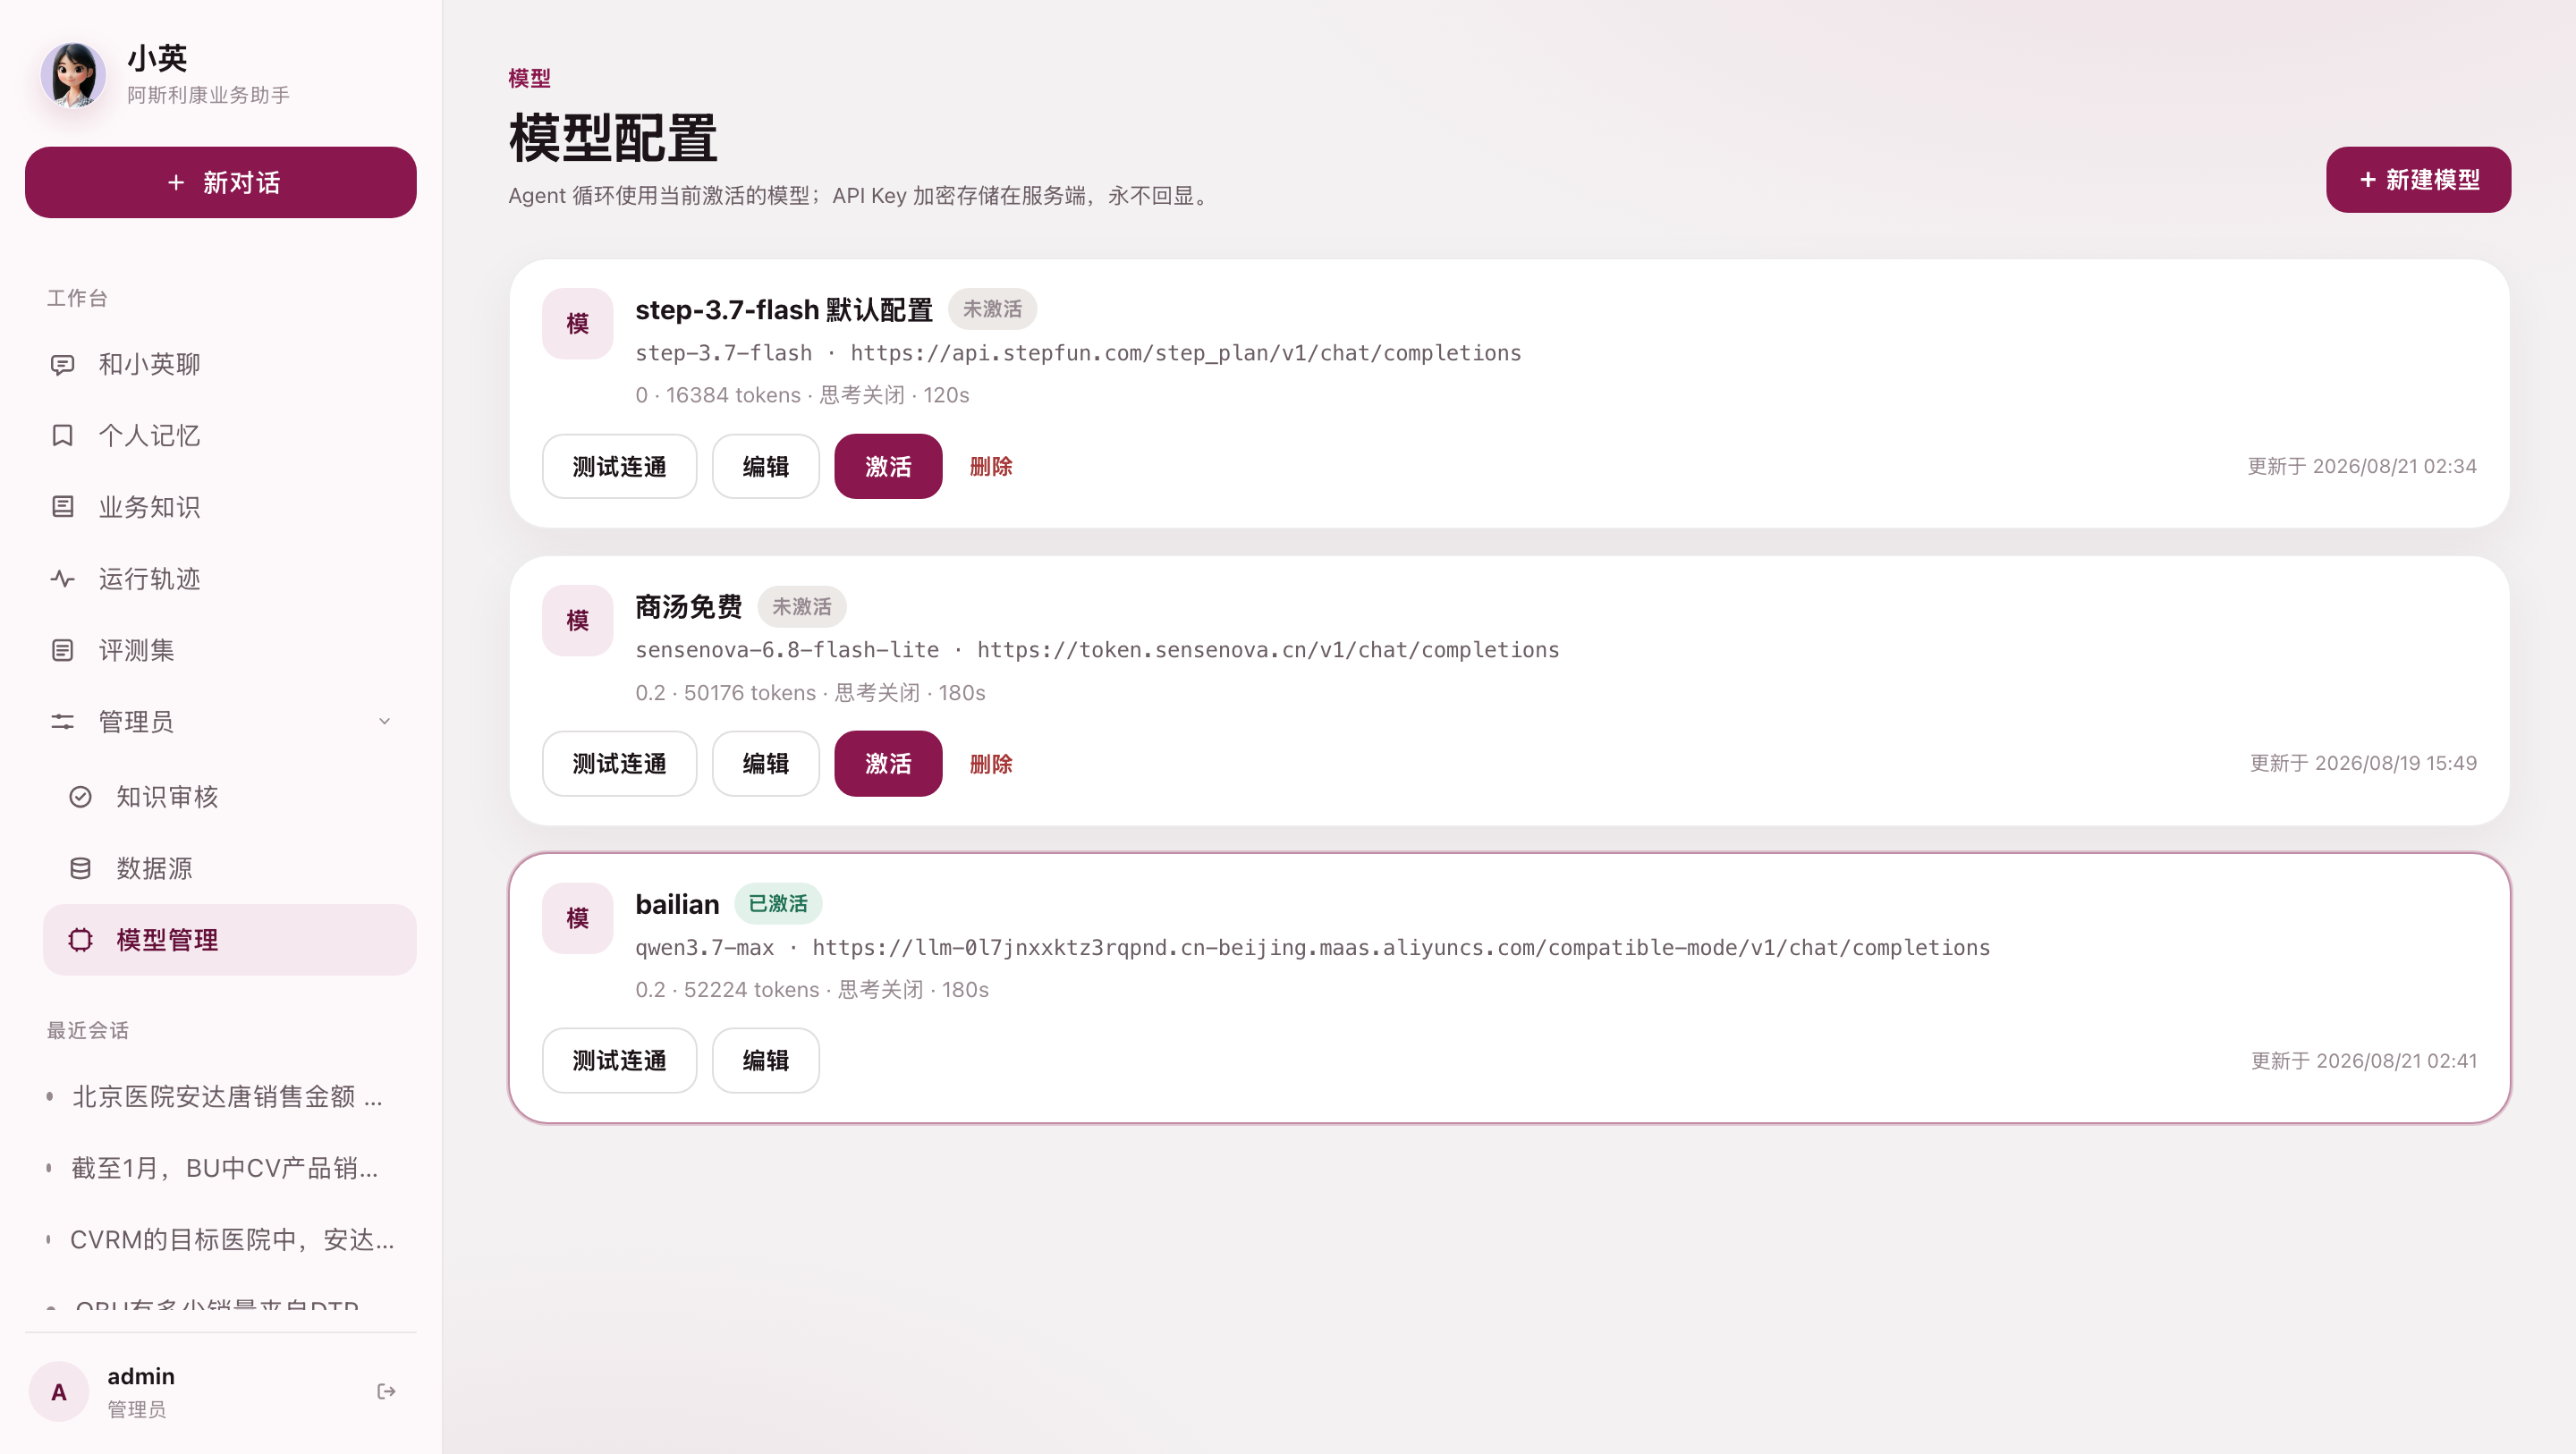 小英
阿斯利康业务助手
+ 新对话
工作台
和小英聊
个人记忆
业务知识
运行轨迹
评测集
管理员
知识审核
数据源
模型管理
最近会话
北京医院安达唐销售金额 ...
截至1月，BU中CV产品销...
CVRM的目标医院中，安达...
A
admin
管理员
模型
模型配置
Agent 循环使用当前激活的模型；API Key 加密存储在服务端，永不回显。
+ 新建模型
模
step-3.7-flash 默认配置 未激活
step-3.7-flash · https://api.stepfun.com/step_plan/v1/chat/completions
0 · 16384 tokens · 思考关闭 · 120s
测试连通 编辑 激活 删除
更新于 2026/08/21 02:34
模
商汤免费 未激活
sensenova-6.8-flash-lite · https://token.sensenova.cn/v1/chat/completions
0.2 · 50176 tokens · 思考关闭 · 180s
测试连通 编辑 激活 删除
更新于 2026/08/19 15:49
模
bailian 已激活
qwen3.7-max · https://llm-0l7jnxxktz3rqpnd.cn-beijing.maas.aliyuncs.com/compatible-mode/v1/chat/completions
0.2 · 52224 tokens · 思考关闭 · 180s
测试连通 编辑
更新于 2026/08/21 02:41